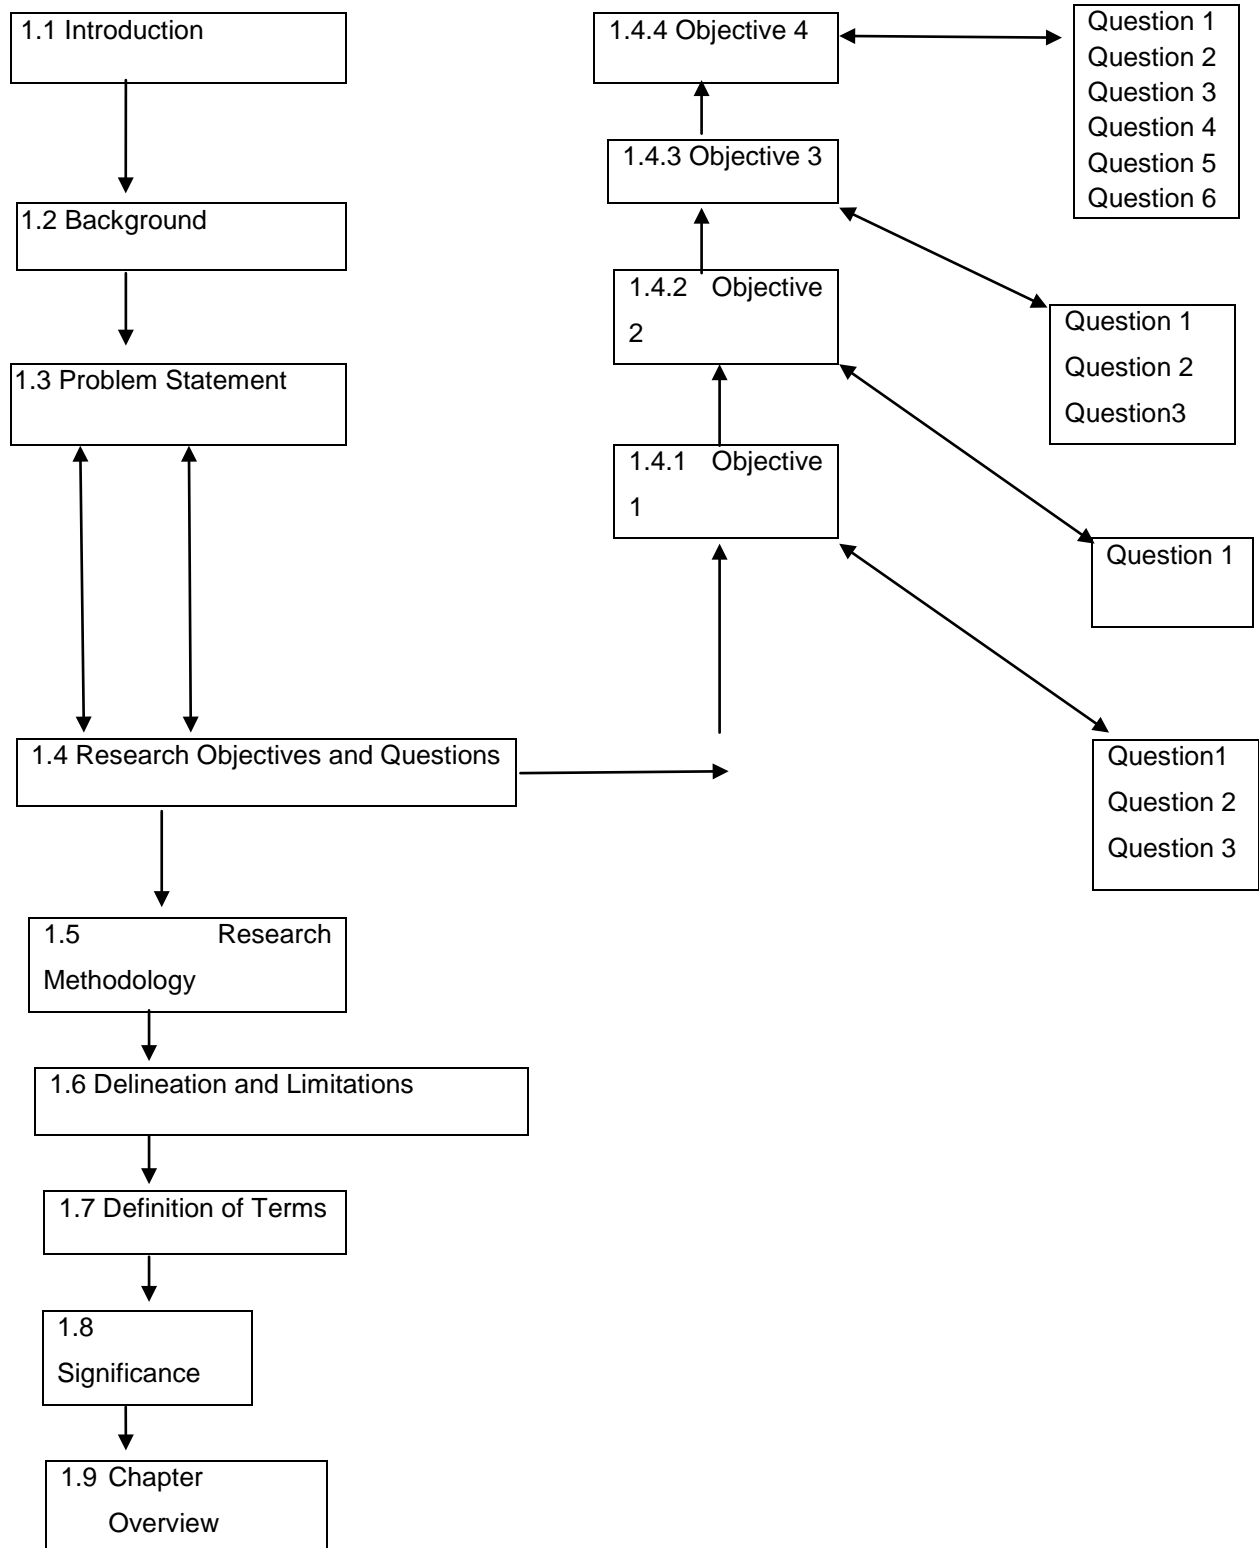 1.1 Introduction
1.2 Background
1.3 Problem Statement
1.4 Research Objectives and Questions
1.5 Research
Methodology
1.6 Delineation and Limitations
1.7 Definition of Terms
1.8
Significance
1.9 Chapter
Overview
1.4.4 Objective 4
1.4.3 Objective 3
1.4.2 Objective
2
1.4.1 Objective
1
Question 1
Question 2
Question 3
Question 4
Question 5
Question 6
Question 1
Question 2
Question3
Question 1
Question1
Question 2
Question 3